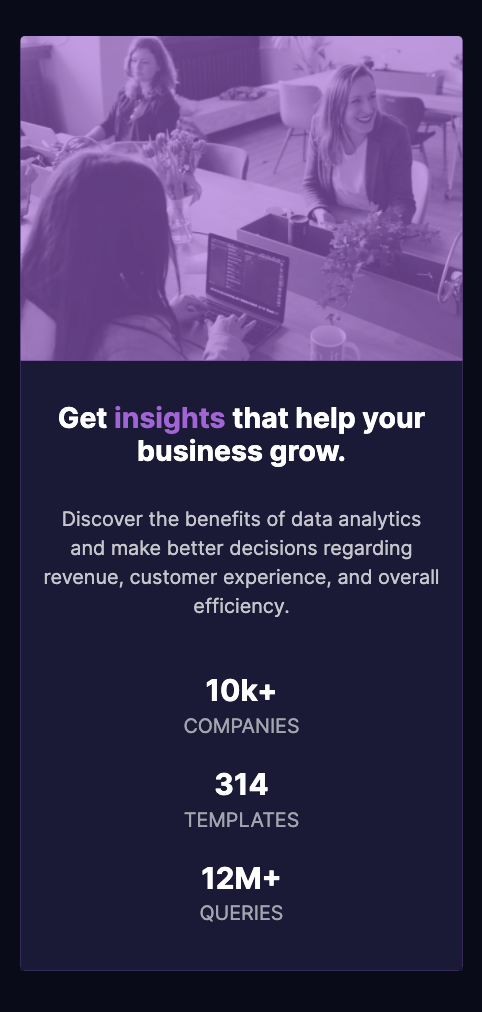 Get insights that help your
business grow.
Discover the benefits of data analytics
and make better decisions regarding
revenue, customer experience, and overall
efficiency.
10k+
COMPANIES
314
TEMPLATES
12M+
QUERIES